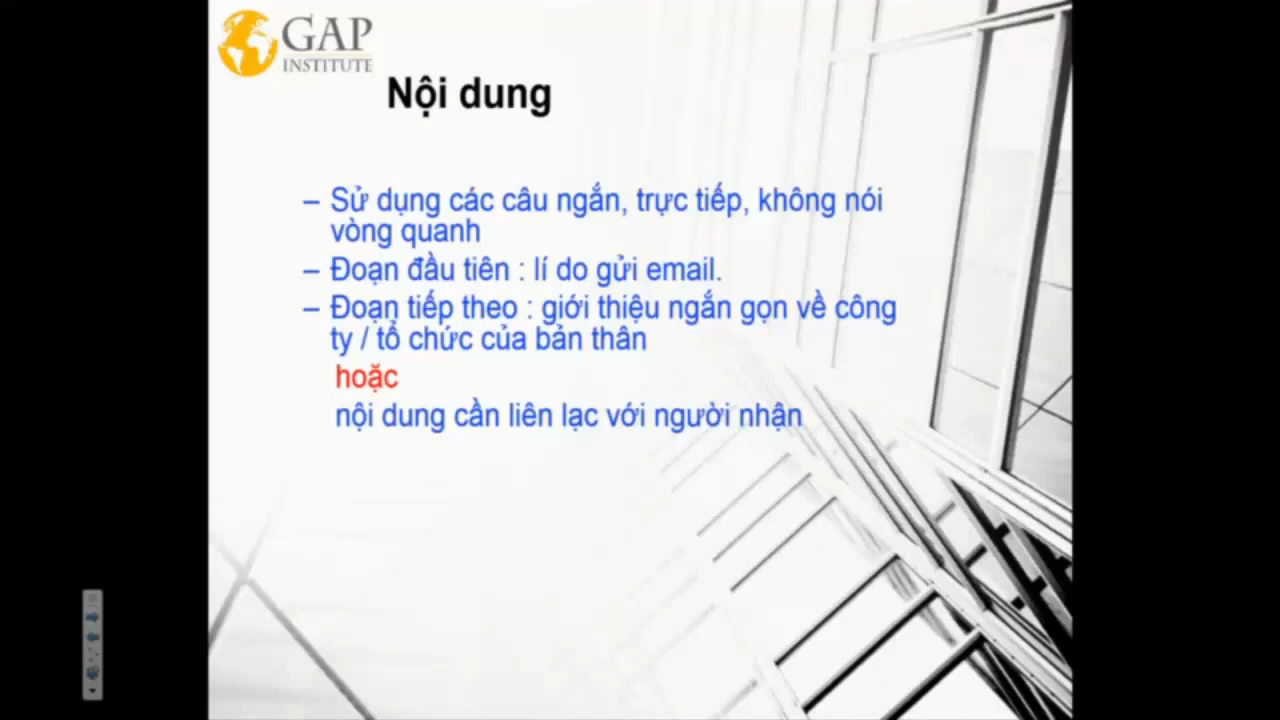 GAP
INSTITUTE
Nội dung
– Sử dụng các câu ngắn, trực tiếp, không nói
vòng quanh
– Đoạn đầu tiên : lí do gửi email.
– Đoạn tiếp theo : giới thiệu ngắn gọn về công
ty / tổ chức của bản thân
hoặc
nội dung cần liên lạc với người nhận